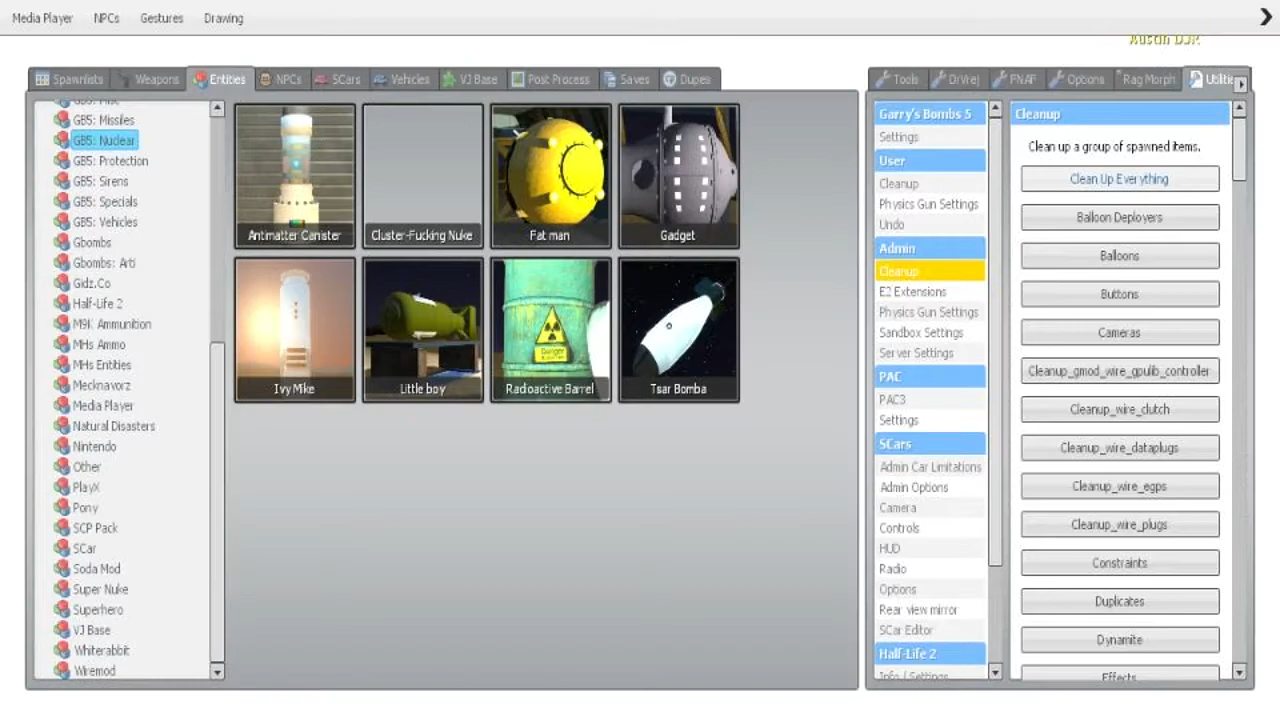 Media Player NPCs Gestures Drawing
Austin DJR
Spawnlists Weapons Entities NPCs SCars Vehicles VJ Base Post Process Saves Dupes
GB5: Misc
GB5: Missiles
GB5: Nuclear
GB5: Protection
GB5: Sirens
GB5: Specials
GB5: Vehicles
Gbombs
Gbombs: Arti
Gidz.Co
Half-Life 2
M9K Ammunition
MHs Ammo
MHs Entities
Mecknavorz
Media Player
Natural Disasters
Nintendo
Other
PlayX
Pony
SCP Pack
SCar
Soda Mod
Super Nuke
Superhero
VJ Base
Whiterabbit
Wiremod
Antimatter Canister
Cluster-Fucking Nuke
Fat man
Gadget
Ivy Mike
Little boy
Danger
Radioactive Barrel
Tsar Bomba
Tools DrVrej FNAF Options Rag Morph Utilitie
Garry's Bombs 5
Settings
User
Cleanup
Physics Gun Settings
Undo
Admin
Cleanup
E2 Extensions
Physics Gun Settings
Sandbox Settings
Server Settings
PAC
PAC3
Settings
SCars
Admin Car Limitations
Admin Options
Camera
Controls
HUD
Radio
Options
Rear view mirror
SCar Editor
Half-Life 2
Info / Settings
Cleanup
Clean up a group of spawned items.
Clean Up Everything
Balloon Deployers
Balloons
Buttons
Cameras
Cleanup_gmod_wire_gpulib_controller
Cleanup_wire_clutch
Cleanup_wire_dataplugs
Cleanup_wire_egps
Cleanup_wire_plugs
Constraints
Duplicates
Dynamite
Effects